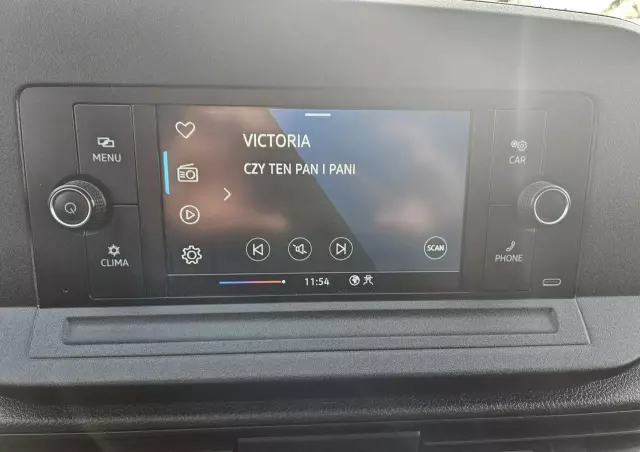 MENU
CLIMA
VICTORIA
CZY TEN PAN I PANI
SCAN
11:54
CAR
PHONE